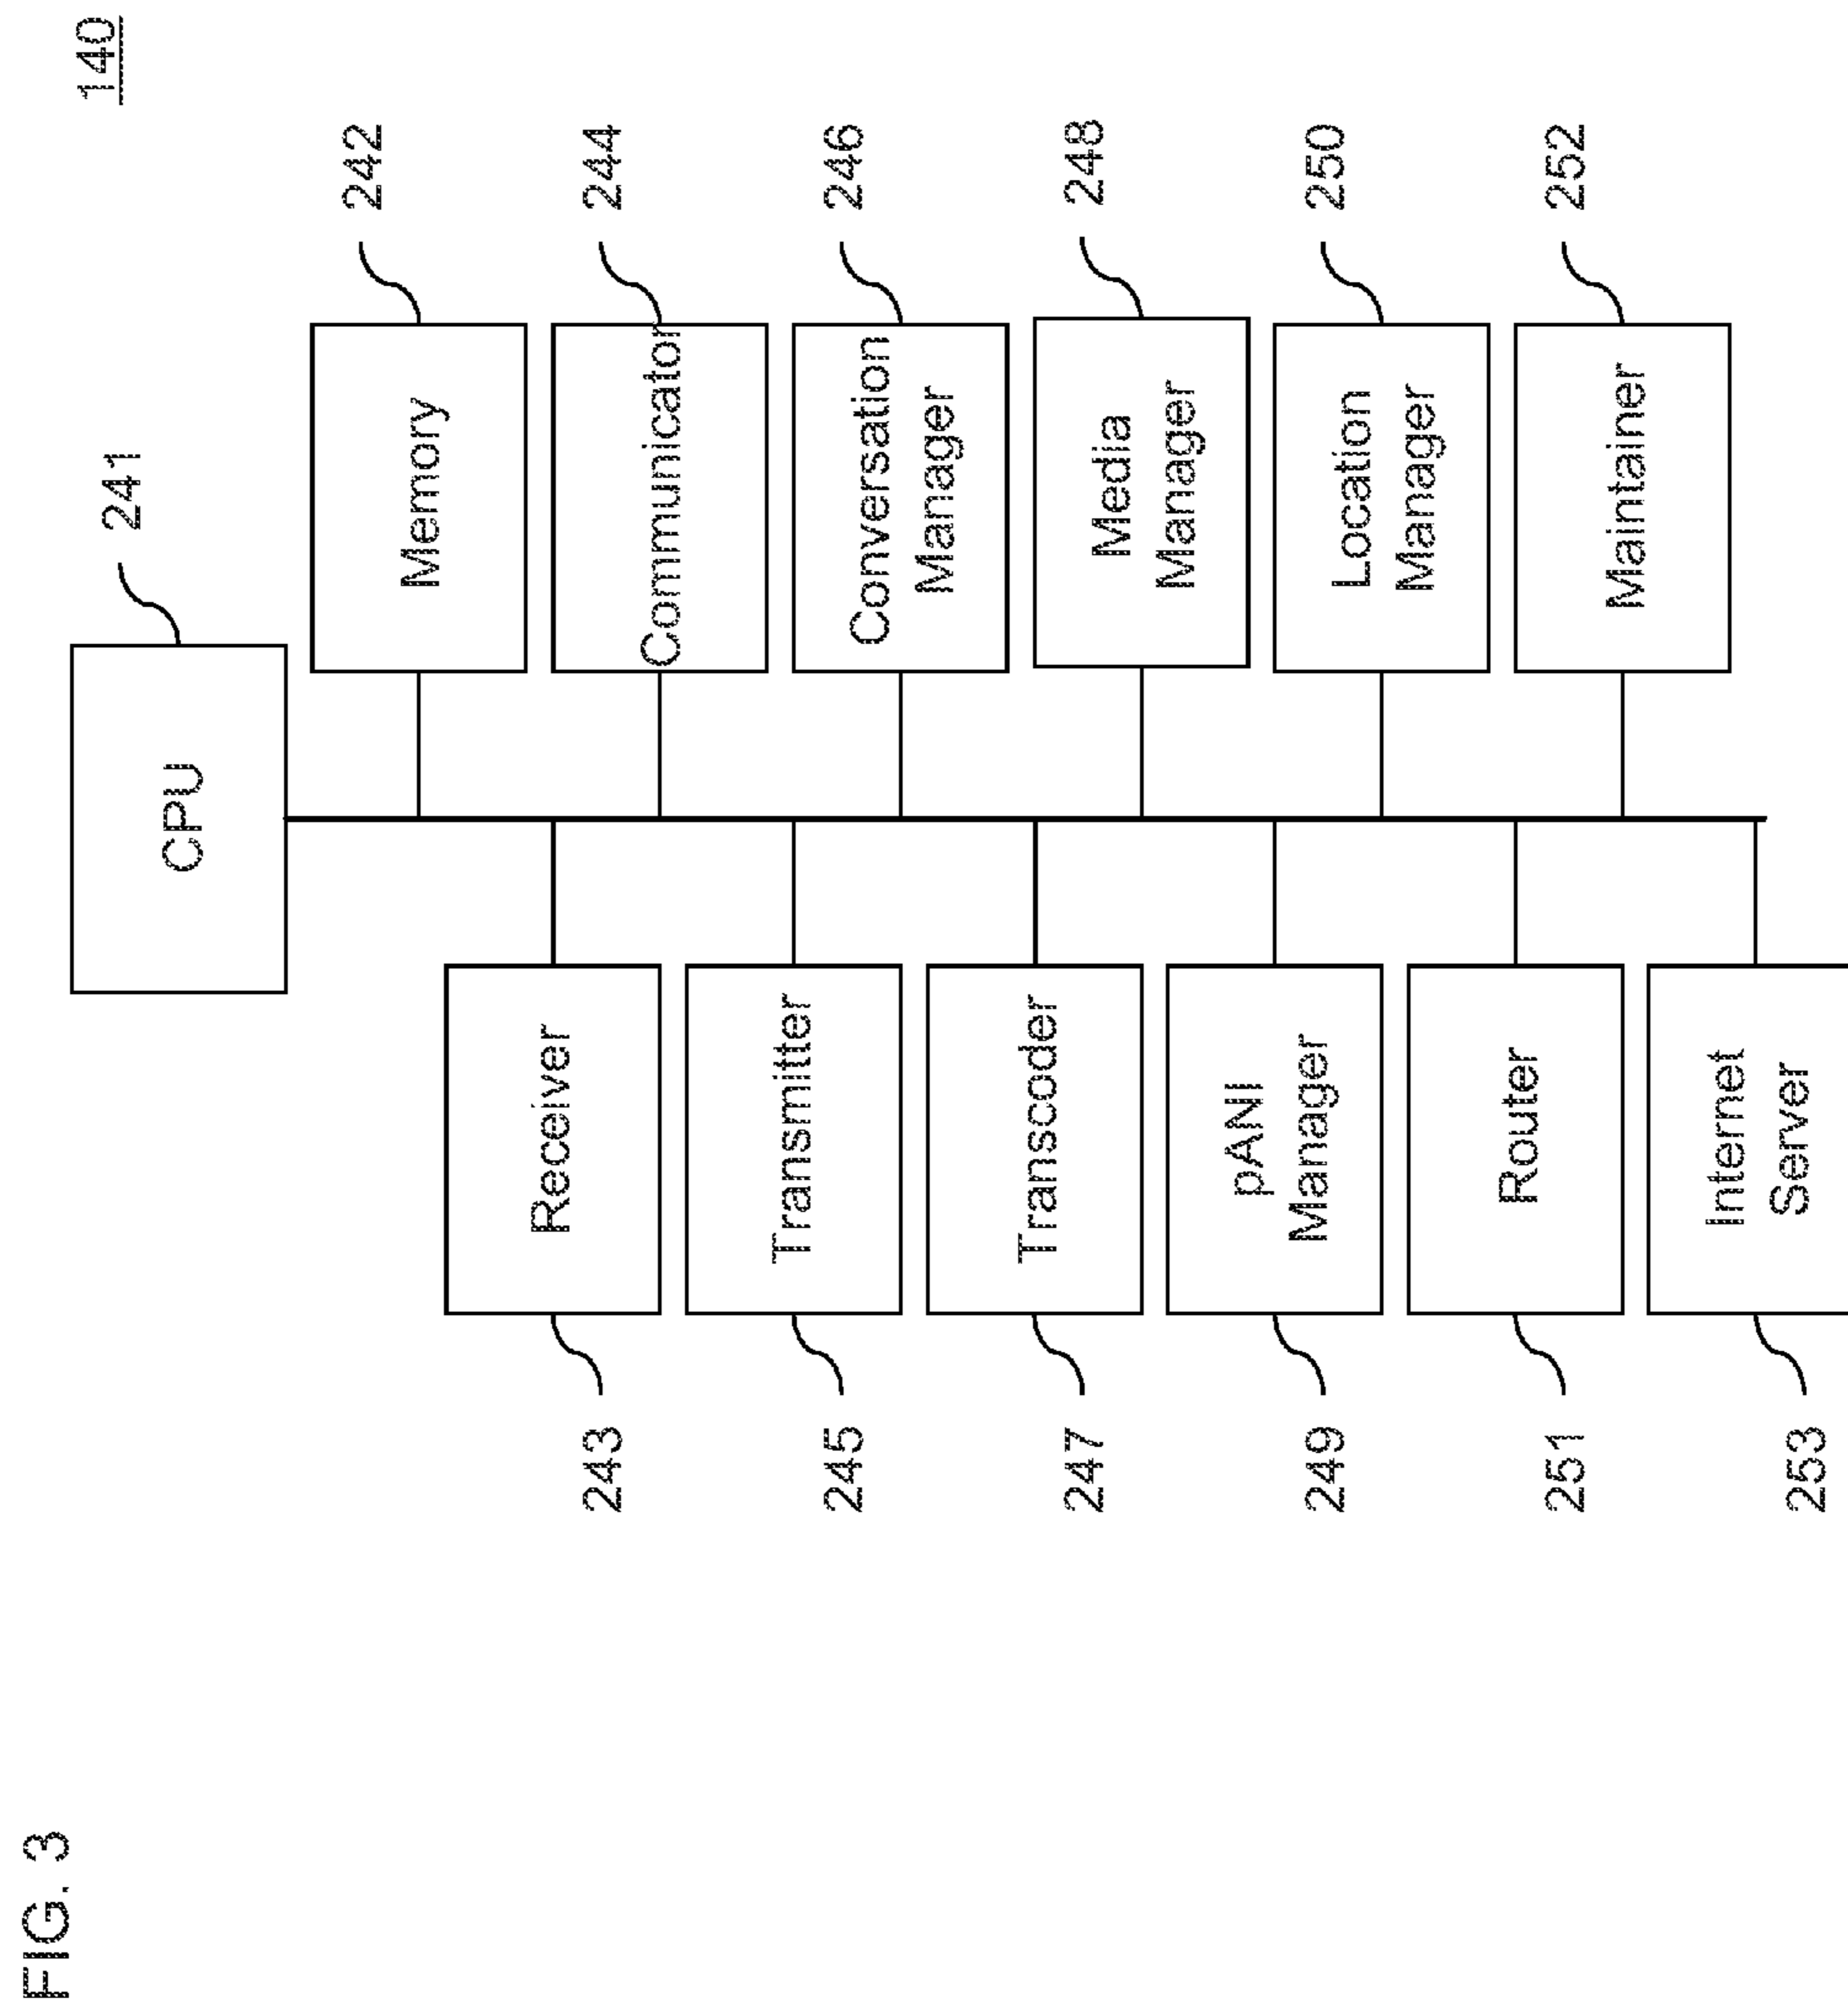 FIG. 3
140
CPU
241
Memory
242
Receiver
243
Communicator
244
Transmitter
245
Conversation
Manager
246
Transcoder
247
Media
Manager
248
pANI
Manager
249
Location
Manager
250
Router
251
Maintainer
252
Internet
Server
253